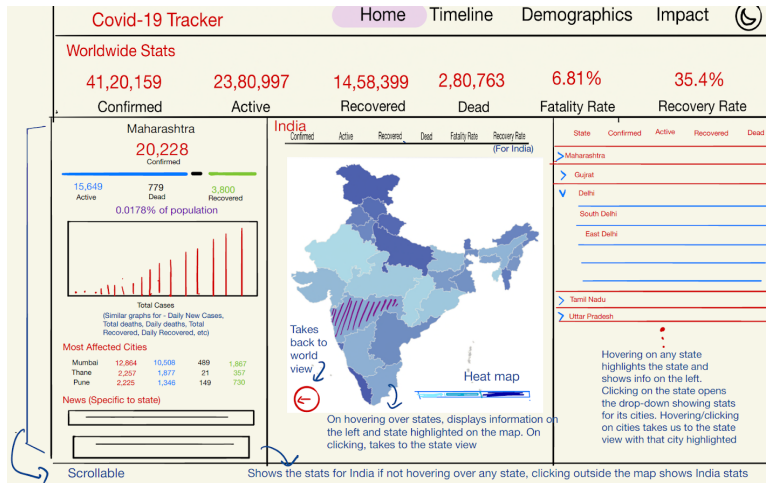 Covid-19 Tracker
Home Timeline Demographics Impact
Worldwide Stats
41,20,159 23,80,997 14,58,399 2,80,763 6.81% 35.4%
Confirmed Active Recovered Dead Fatality Rate Recovery Rate
Maharashtra
20,228
Confirmed
15,649 779 3,800
Active Dead Recovered
0.0178% of population
Total Cases
(Similar graphs for - Daily New Cases,
Total deaths, Daily deaths, Total
Recovered, Daily Recovered, etc)
Most Affected Cities
Mumbai 12,864 10,508 489 1,867
Thane 2,257 1,877 21 357
Pune 2,225 1,346 149 730
News (Specific to state)
Scrollable
India
Confirmed Active Recovered Dead Fatality Rate Recovery Rate
(For India)
Takes
back to
world
view
Heat map
On hovering over states, displays information on
the left and state highlighted on the map. On
clicking, takes to the state view
Shows the stats for India if not hovering over any state, clicking outside the map shows India stats
State Confirmed Active Recovered Dead
Maharashtra
Gujrat
Delhi
South Delhi
East Delhi
Tamil Nadu
Uttar Pradesh
Hovering on any state
highlights the state and
shows info on the left.
Clicking on the state opens
the drop-down showing stats
for its cities. Hovering/clicking
on cities takes us to the state
view with that city highlighted